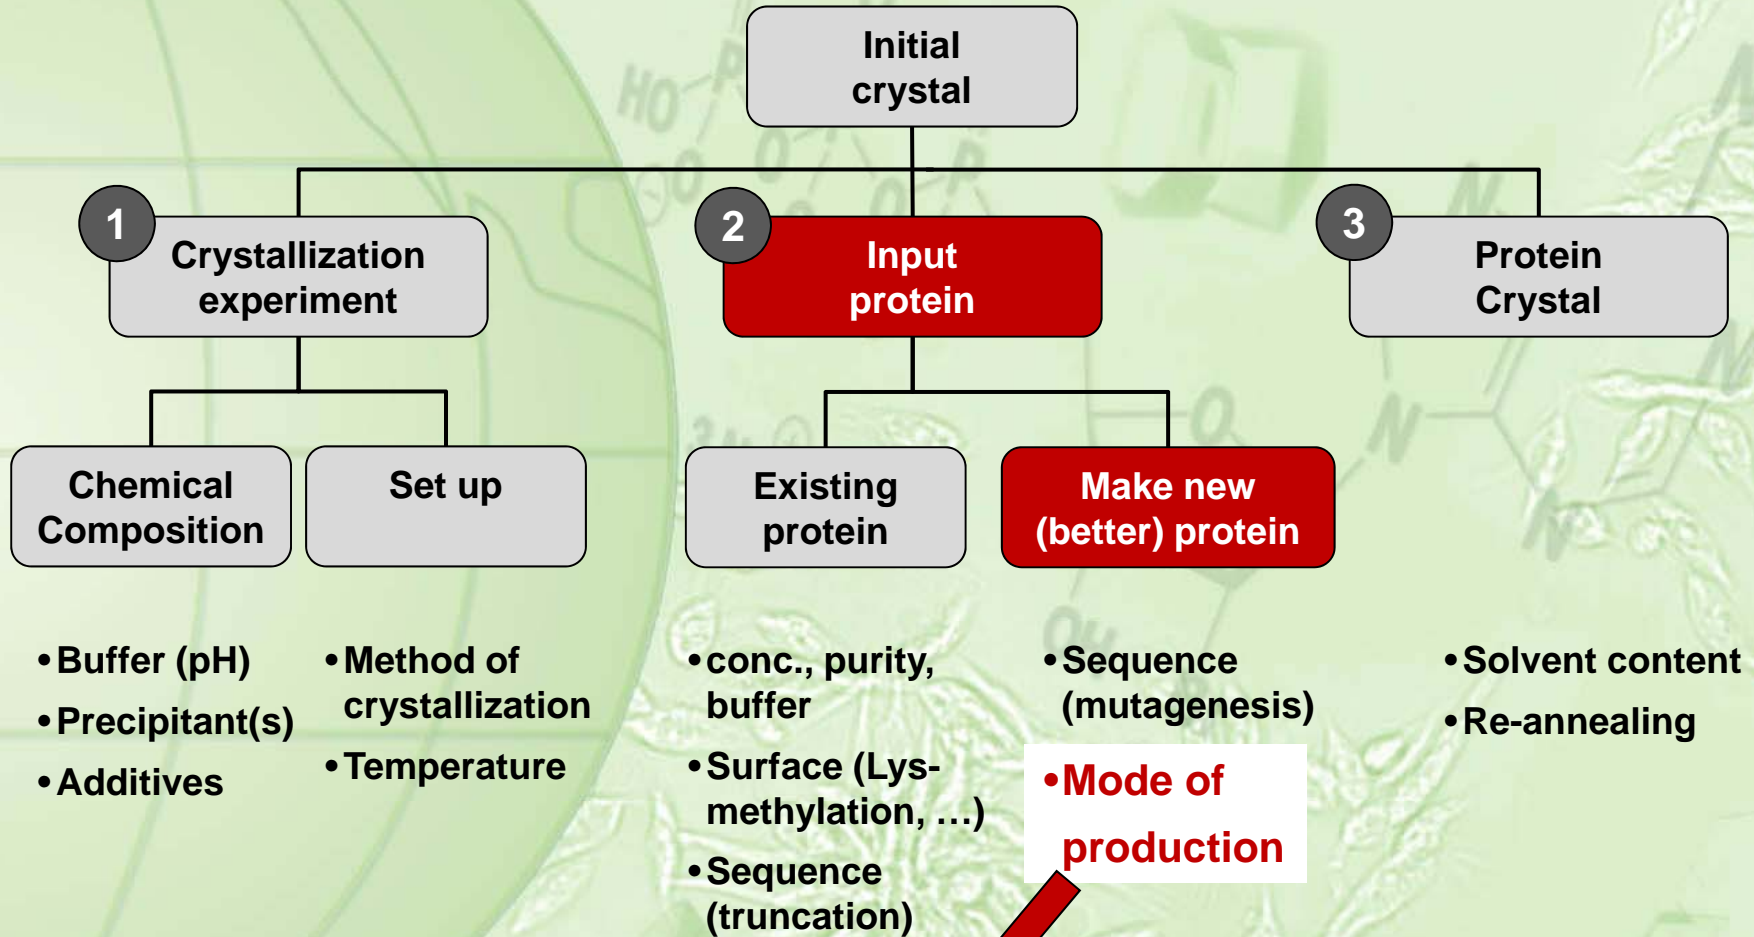 Initial
crystal
1
Crystallization
experiment
2
Input
protein
3
Protein
Crystal
Chemical
Composition
Set up
Existing
protein
Make new
(better) protein
•Buffer (pH)
•Precipitant(s)
•Additives
•Method of
crystallization
•Temperature
•conc., purity,
buffer
•Surface (Lys-
methylation, …)
•Sequence
(truncation)
•Sequence
(mutagenesis)
•Mode of
production
•Solvent content
•Re-annealing
HO
P
O
O
O
P
N
N
O
N
N
OH